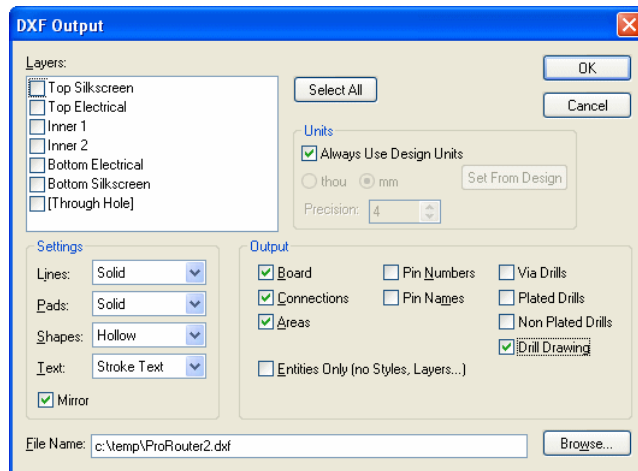 DXF Output
Layers:
Top Silkscreen
Top Electrical
Inner 1
Inner 2
Bottom Electrical
Bottom Silkscreen
[Through Hole]
Select All
OK
Cancel
Units
Always Use Design Units
thou
mm
Set From Design
Precision: 4
Settings
Lines: Solid
Pads: Solid
Shapes: Hollow
Text: Stroke Text
Mirror
Output
Board
Pin Numbers
Via Drills
Connections
Pin Names
Plated Drills
Areas
Non Plated Drills
Drill Drawing
Entities Only (no Styles, Layers...)
File Name: c:\temp\ProRouter2.dxf
Browse...